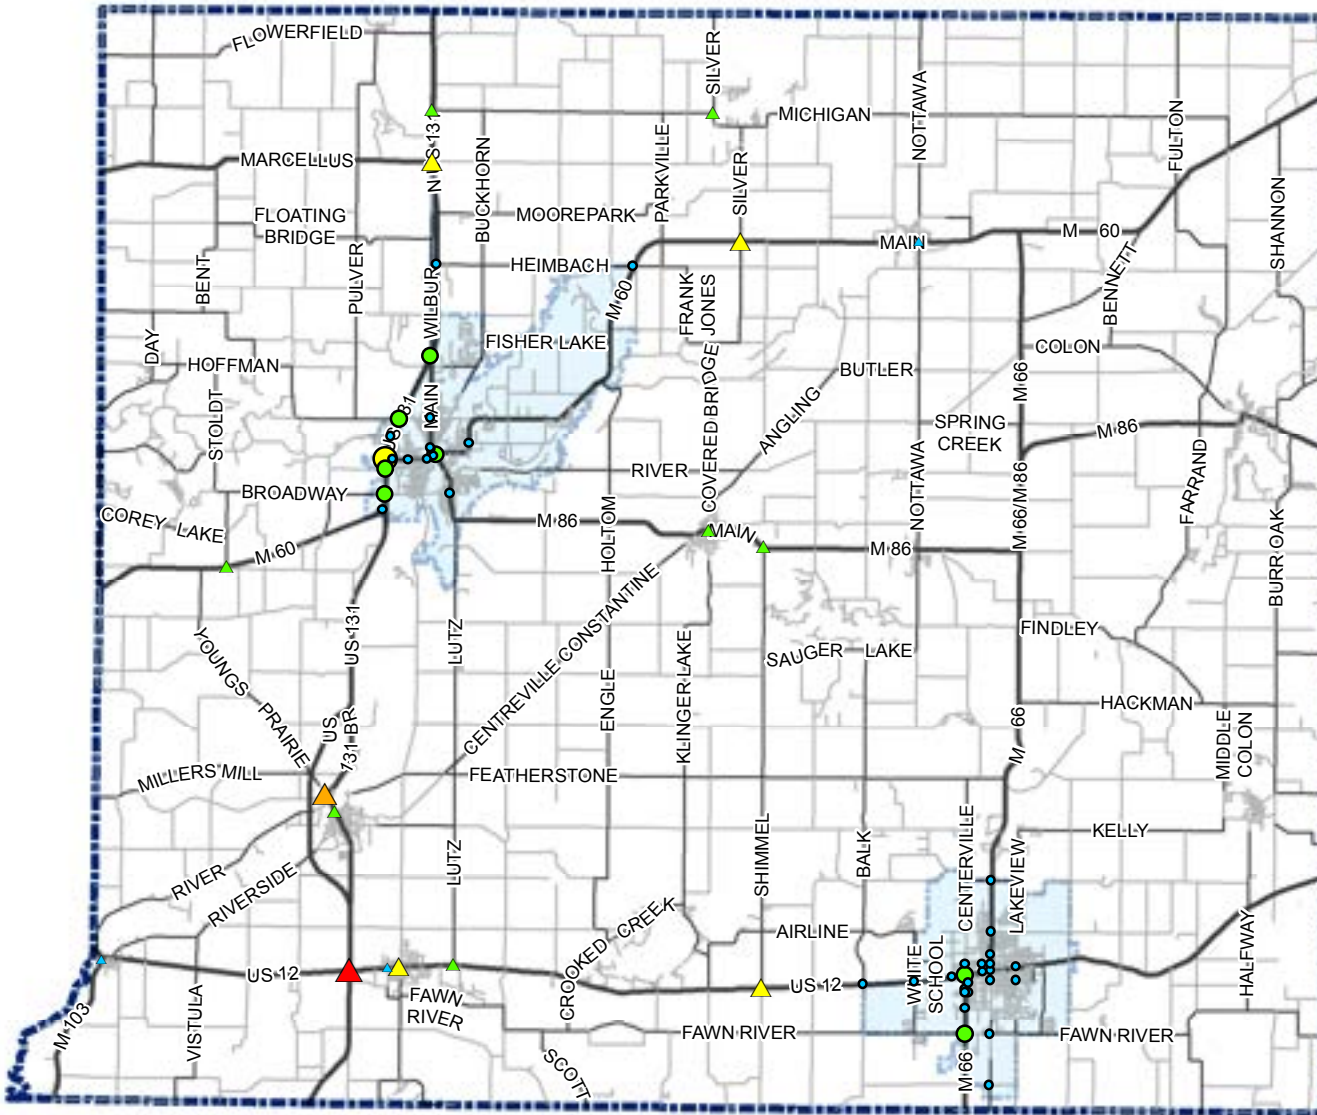 FLOWERFIELD
SILVER
N US 131
MICHIGAN
NOTTAWA
FULTON
MARCELLUS
BUCKHORN
PARKVILLE
SILVER
SHANNON
FLOATING
BRIDGE
MOOREPARK
MAIN
M 60
BENT
PULVER
WILBUR
HEIMBACH
M 60
FRANK
COVERED BRIDGE
JONES
BENNETT
DAY
HOFFMAN
FISHER LAKE
BUTLER
COLON
STOLDT
US 131
MAIN
ANGLING
M 66
SPRING
CREEK
M 86
BROADWAY
RIVER
NOTTAWA
M 66/M 86
FARRAND
COREY LAKE
M 60
M 86
HOLTOM
MAIN
M 86
BURR OAK
YOUNGS PRAIRIE
US 131
LUTZ
CENTREVILLE CONSTANTINE
ENGLE
KLINGER LAKE
SAUGER LAKE
FINDLEY
HACKMAN
M 66
MIDDLE
COLON
US
131 BR
MILLERS MILL
FEATHERSTONE
RIVER
RIVERSIDE
LUTZ
SHIMMEL
BALK
CENTERVILLE
LAKEVIEW
KELLY
CROOKED CREEK
AIRLINE
WHITE
SCHOOL
HALFWAY
US 12
US 12
M 103
VISTULA
FAWN
RIVER
SCOTT
FAWN RIVER
M 66
FAWN RIVER